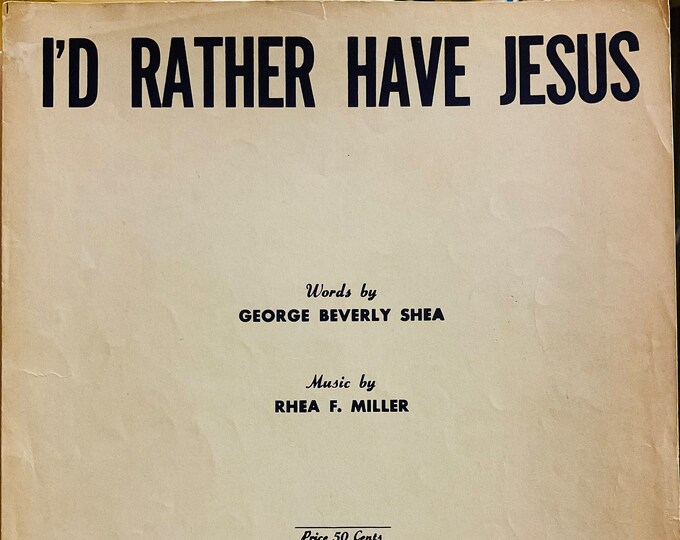 I'D RATHER HAVE JESUS
Words by
GEORGE BEVERLY SHEA
Music by
RHEA F. MILLER
Price 50 Cents